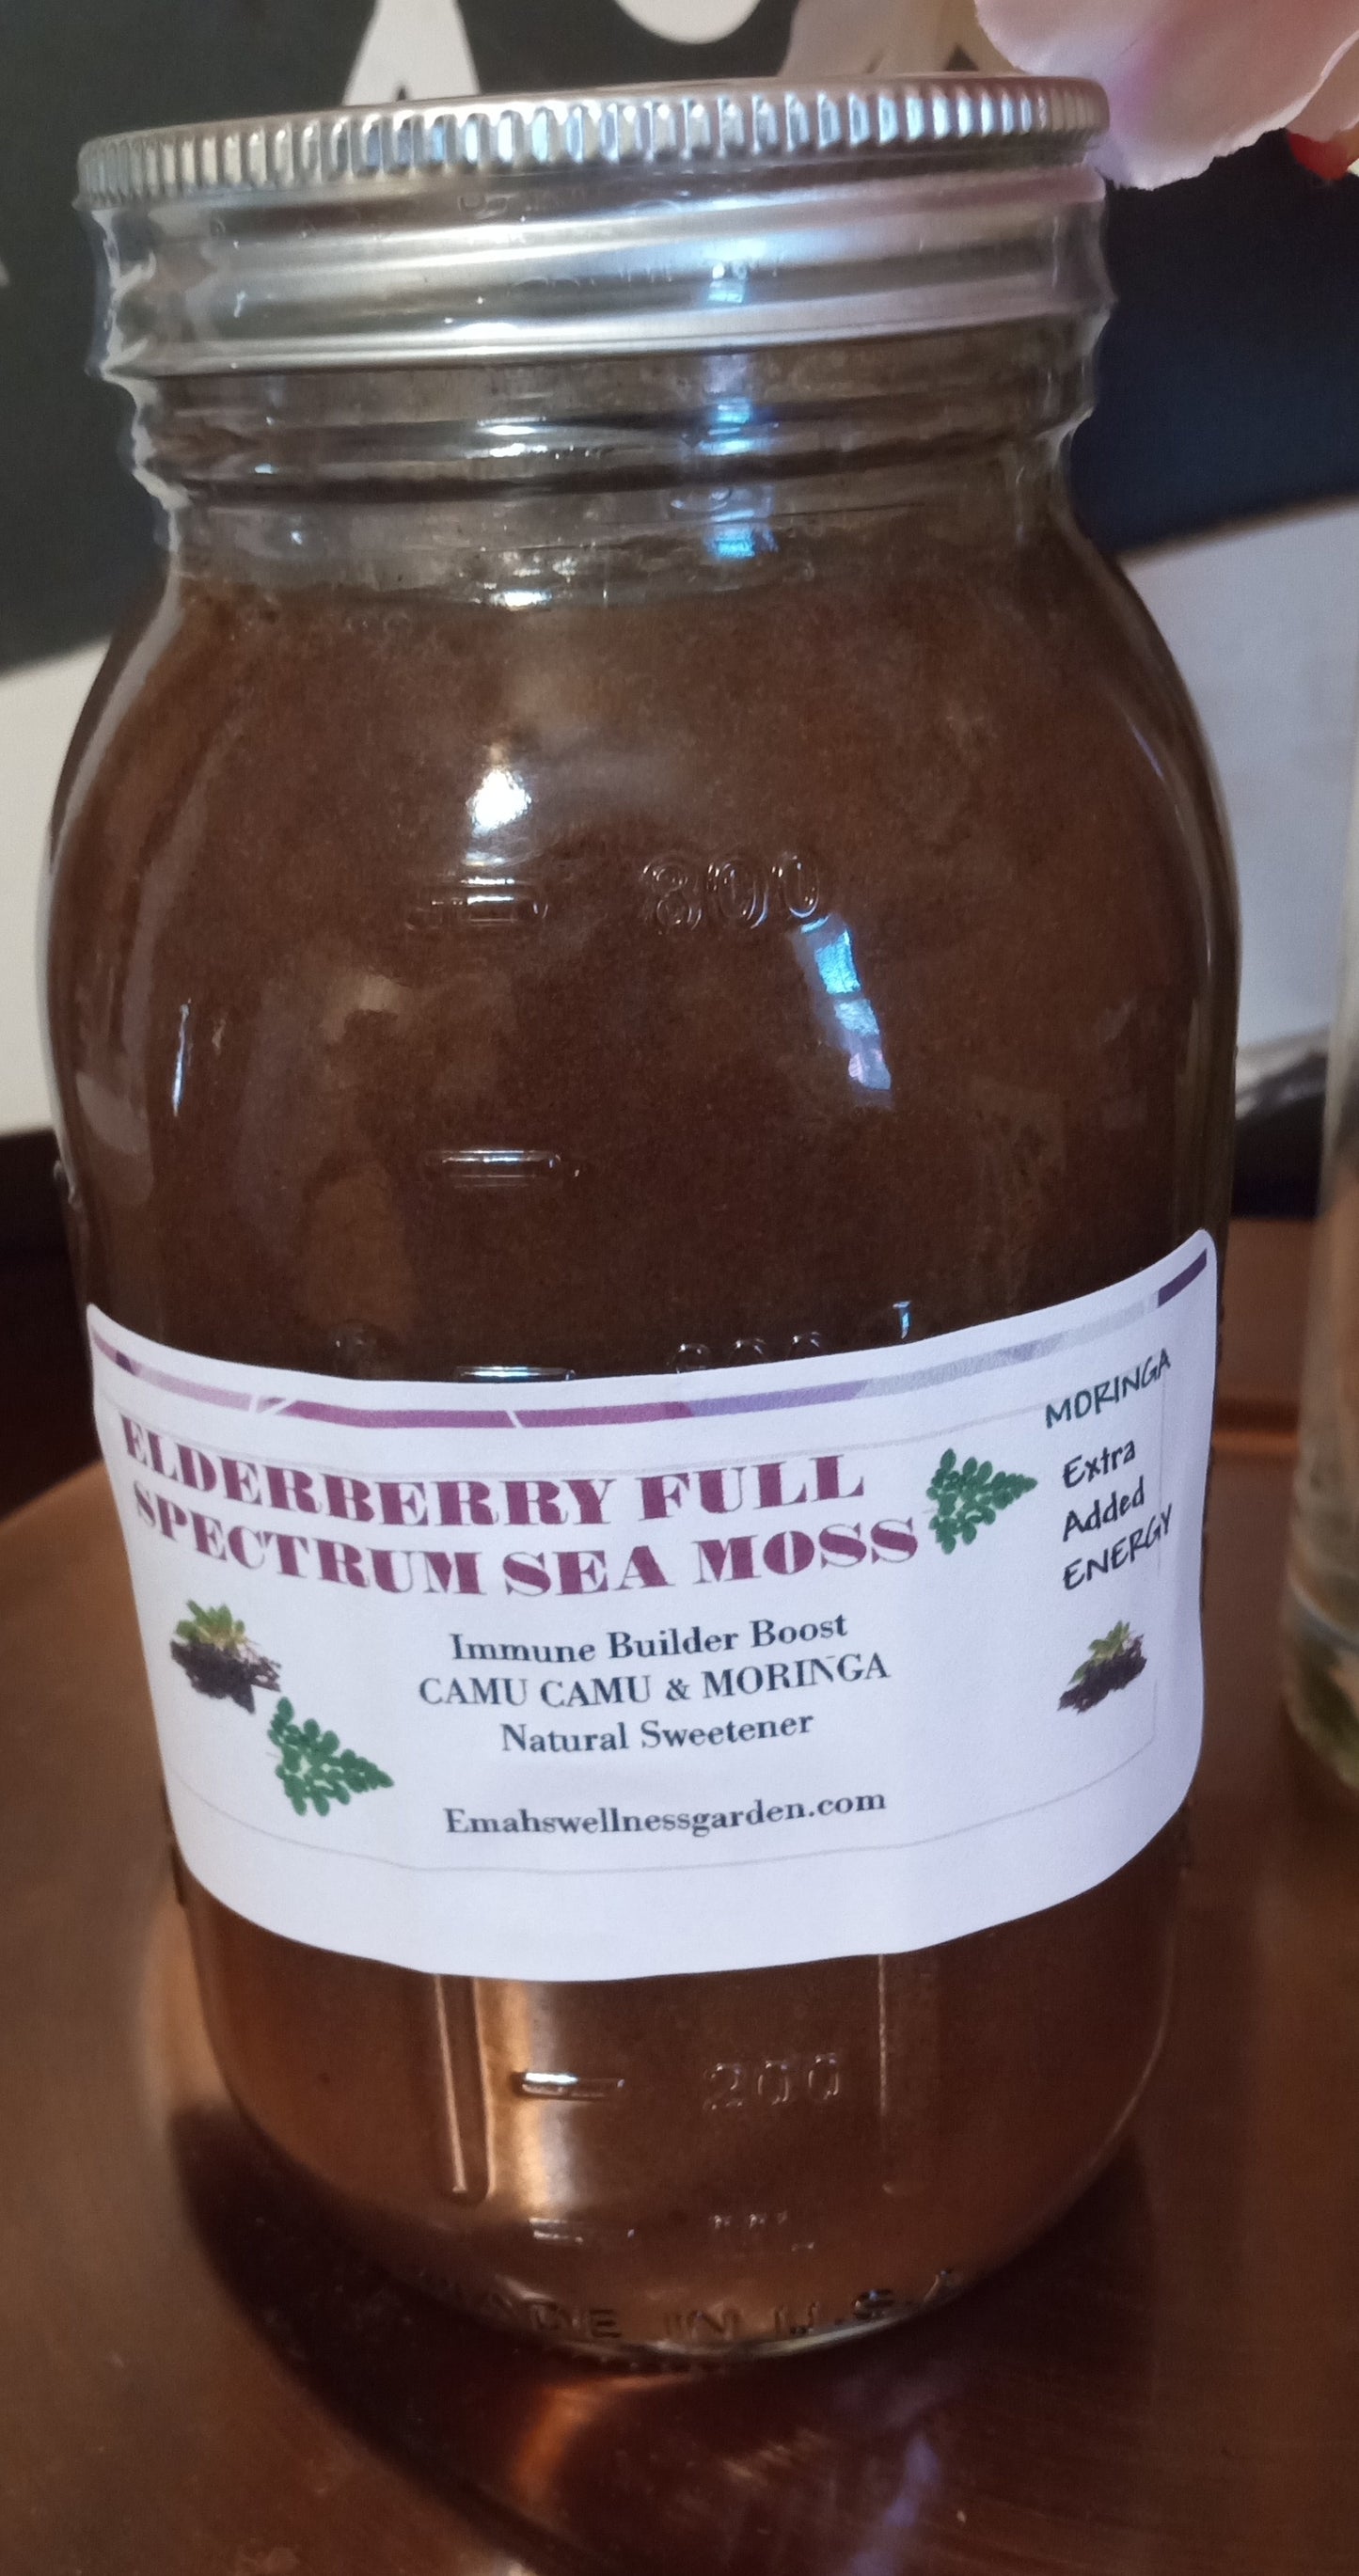 800
600
ELDERBERRY FULL
SPECTRUM SEA MOSS
MORINGA
Extra
Added
ENERGY
Immune Builder Boost
CAMU CAMU & MORINGA
Natural Sweetener
Emahswellnessgarden.com
200
MADE IN U.S.A